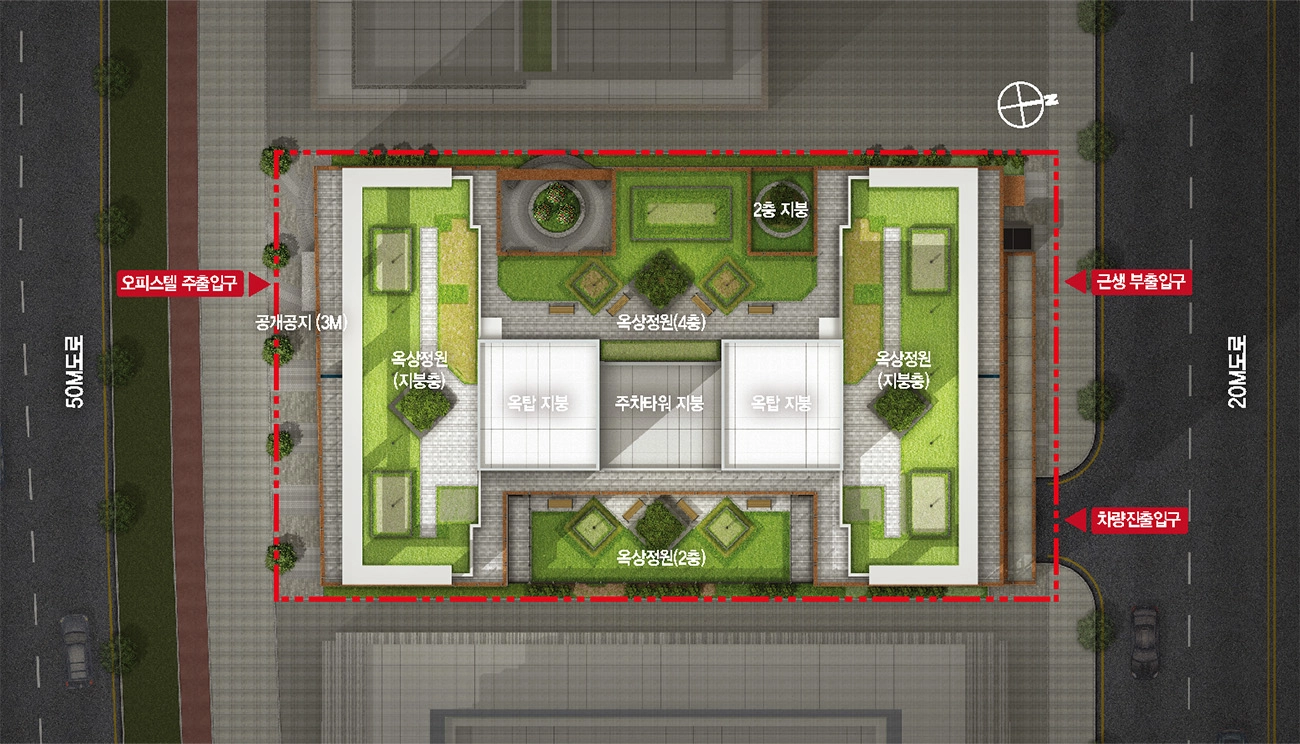 N
2층 지붕
오피스텔 주출입구
근생 부출입구
공개공지 (3M)
옥상정원(4층)
50M도로
20M도로
옥상정원
(지붕층)
옥상정원
(지붕층)
옥탑 지붕
주차타워 지붕
옥탑 지붕
차량진출입구
옥상정원(2층)